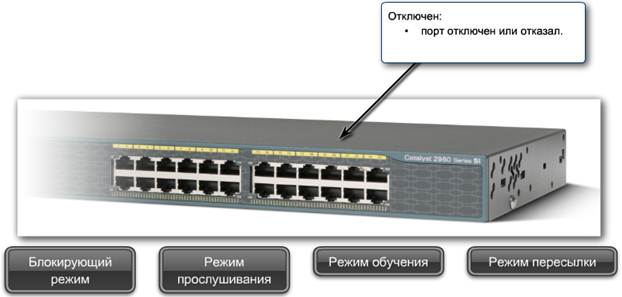 Отключен:
• порт отключен или отказал.
Catalyst 2960 Series SI
Блокирующий
режим
Режим
прослушивания
Режим обучения
Режим пересылки